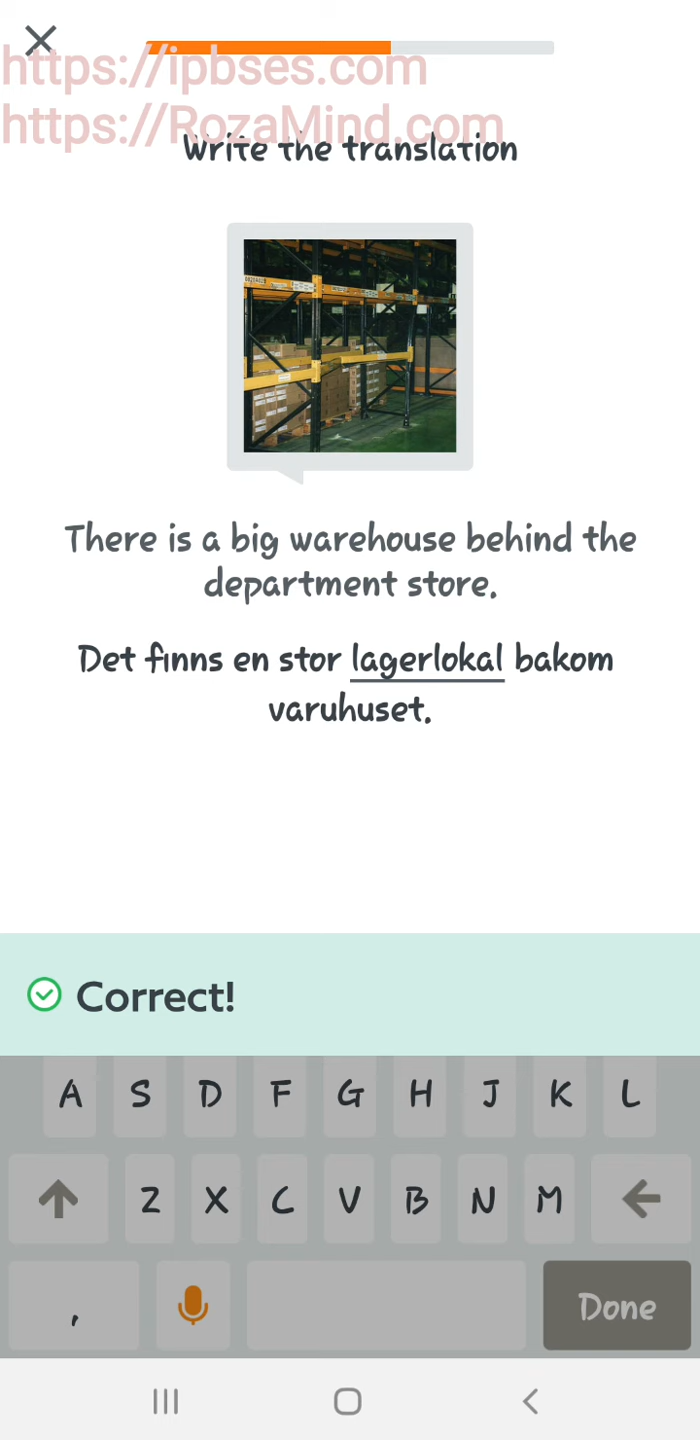 https://ipbses.com
https://RozaMind.com
Write the translation
There is a big warehouse behind the
department store.
Det finns en stor lagerlokal bakom
varuhuset.
Correct!
A S D F G H J K L
Z X C V B N M
, Done